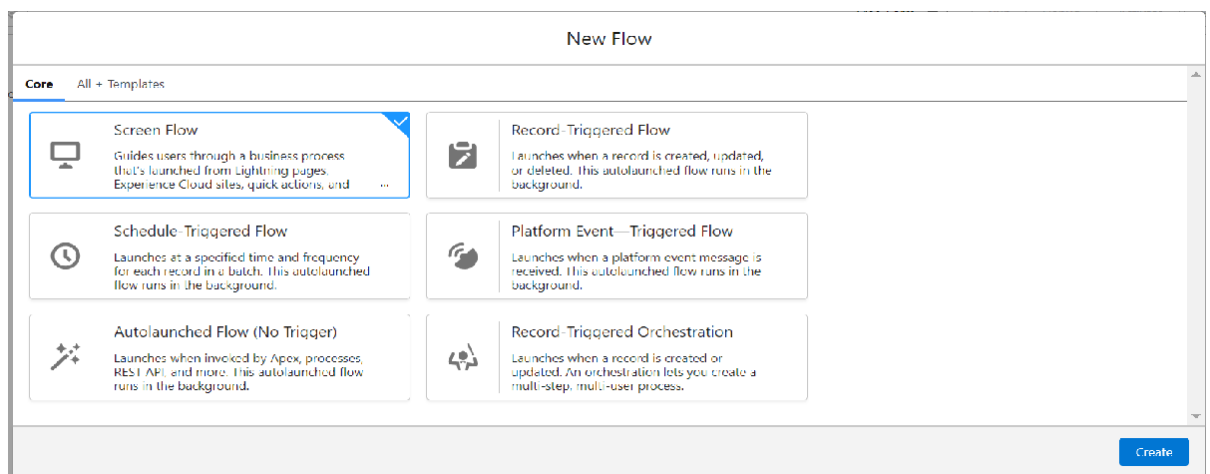 New Flow
Core All + Templates
Screen Flow
Guides users through a business process
that's launched from Lightning pages,
Experience Cloud sites, quick actions, and ...
Record-Triggered Flow
Launches when a record is created, updated,
or deleted. This autolaunched flow runs in the
background.
Schedule-Triggered Flow
Launches at a specified time and frequency
for each record in a batch. This autolaunched
flow runs in the background.
Platform Event—Triggered Flow
Launches when a platform event message is
received. This autolaunched flow runs in the
background.
Autolaunched Flow (No Trigger)
Launches when invoked by Apex, processes,
REST API, and more. This autolaunched flow
runs in the background.
Record-Triggered Orchestration
Launches when a record is created or
updated. An orchestration lets you create a
multi-step, multi-user process.
Create